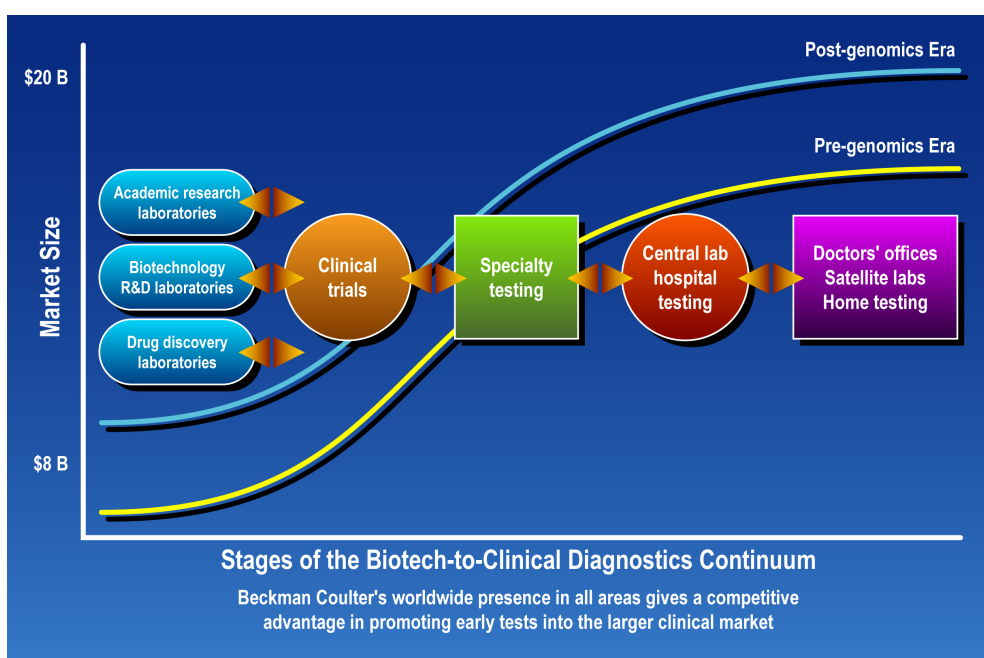 Post-genomics Era
$20 B
Pre-genomics Era
Academic research
laboratories
Biotechnology
R&D laboratories
Drug discovery
laboratories
Clinical
trials
Specialty
testing
Central lab
hospital
testing
Doctors' offices
Satellite labs
Home testing
Market Size
$8 B
Stages of the Biotech-to-Clinical Diagnostics Continuum
Beckman Coulter's worldwide presence in all areas gives a competitive
advantage in promoting early tests into the larger clinical market